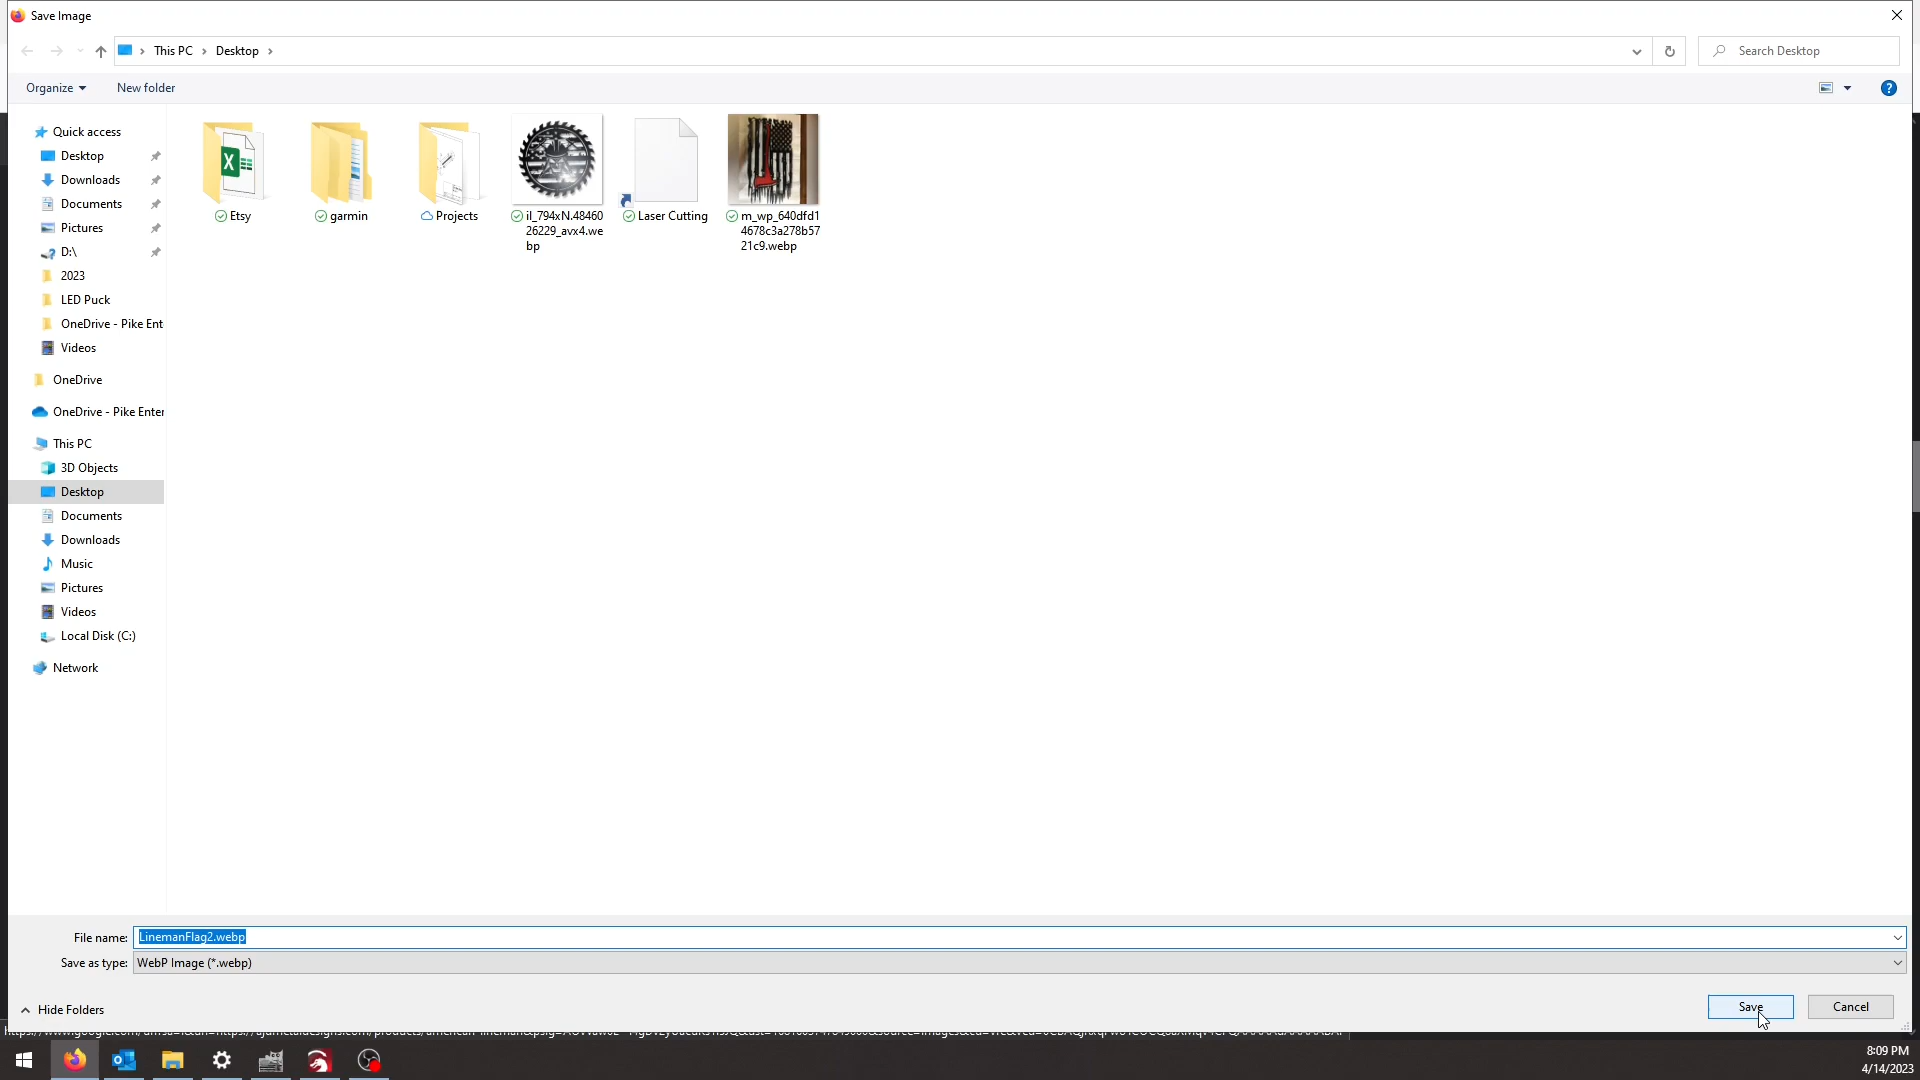 Save Image
This PC
Desktop
Search Desktop
Organize
New folder
Quick access
Desktop
Downloads
Documents
Pictures
D:\
2023
LED Puck
OneDrive - Pike Ent
Videos
OneDrive
OneDrive - Pike Enter
This PC
3D Objects
Desktop
Documents
Downloads
Music
Pictures
Videos
Local Disk (C:)
Network
Etsy
garmin
Projects
il_794xN.48460
26229_avx4.we
bp
Laser Cutting
m_wp_640dfd1
4678c3a278b57
21c9.webp
File name:
LinemanFlag2.webp
Save as type:
WebP Image (*.webp)
Hide Folders
Save
Cancel
8:09 PM
4/14/2023